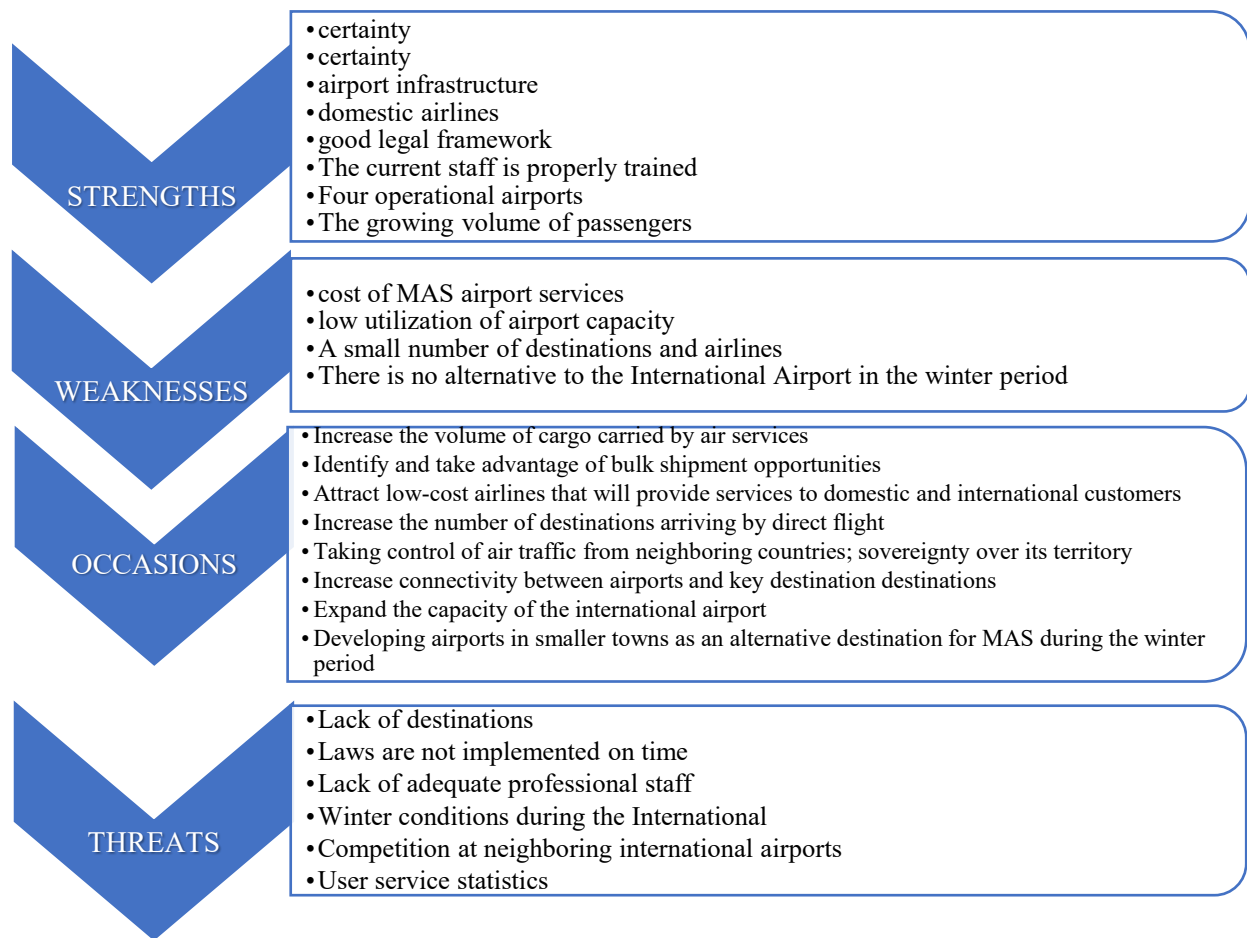 STRENGTHS
•certainty
•certainty
•airport infrastructure
•domestic airlines
•good legal framework
•The current staff is properly trained
•Four operational airports
•The growing volume of passengers
WEAKNESSES
•cost of MAS airport services
•low utilization of airport capacity
•A small number of destinations and airlines
•There is no alternative to the International Airport in the winter period
OCCASIONS
•Increase the volume of cargo carried by air services
•Identify and take advantage of bulk shipment opportunities
•Attract low-cost airlines that will provide services to domestic and international customers
•Increase the number of destinations arriving by direct flight
•Taking control of air traffic from neighboring countries; sovereignty over its territory
•Increase connectivity between airports and key destination destinations
•Expand the capacity of the international airport
•Developing airports in smaller towns as an alternative destination for MAS during the winter
period
THREATS
•Lack of destinations
•Laws are not implemented on time
•Lack of adequate professional staff
•Winter conditions during the International
•Competition at neighboring international airports
•User service statistics